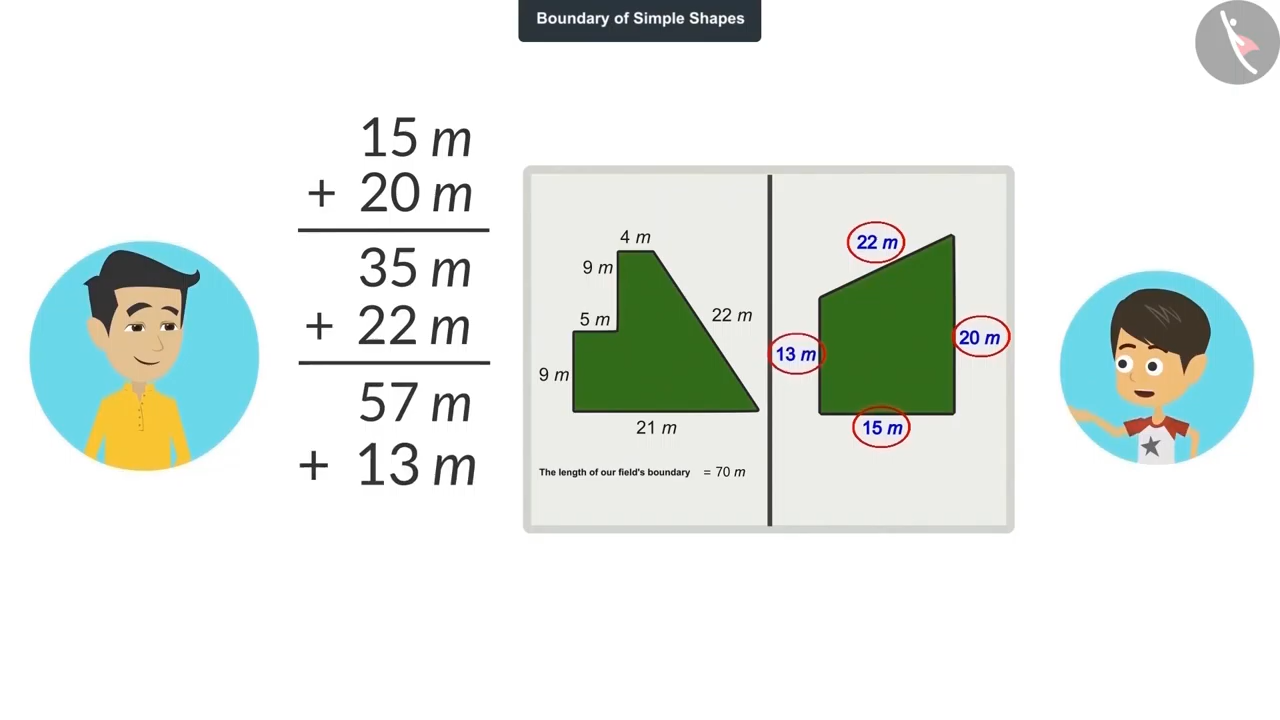 Boundary of Simple Shapes
15 m
+ 20 m
35 m
+ 22 m
57 m
+ 13 m
4 m
9 m
5 m
22 m
9 m
21 m
The length of our field's boundary = 70 m
22 m
13 m
20 m
15 m